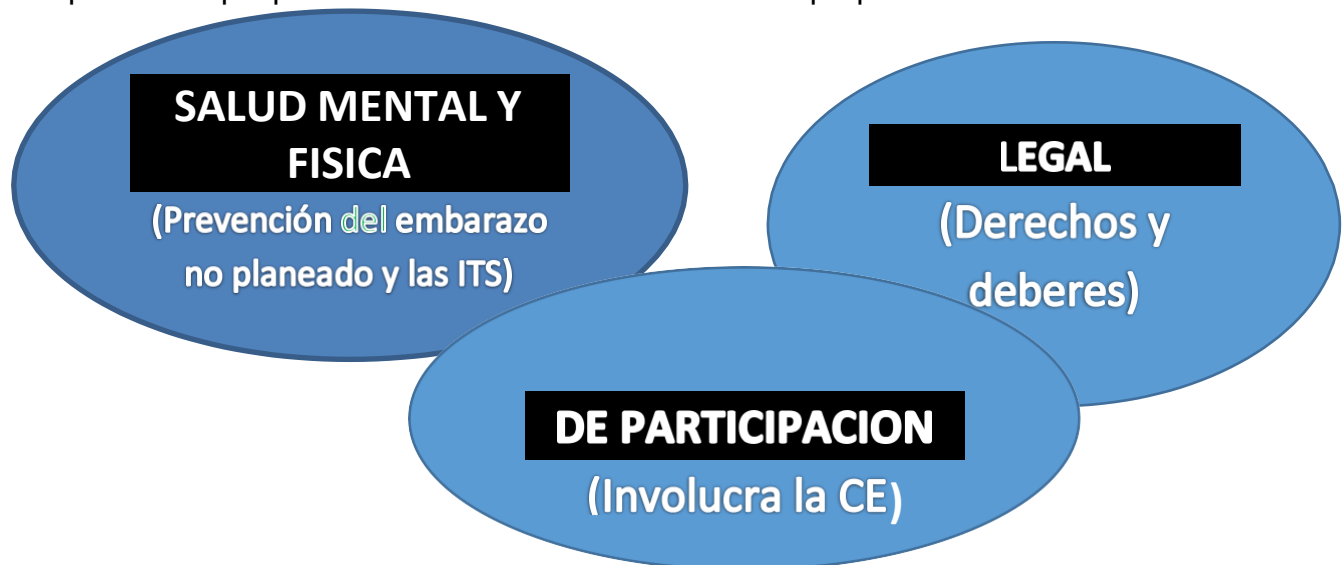 SALUD MENTAL Y
FISICA
(Prevención del embarazo
no planeado y las ITS)
LEGAL
(Derechos y
deberes)
DE PARTICIPACION
(Involucra la CE)